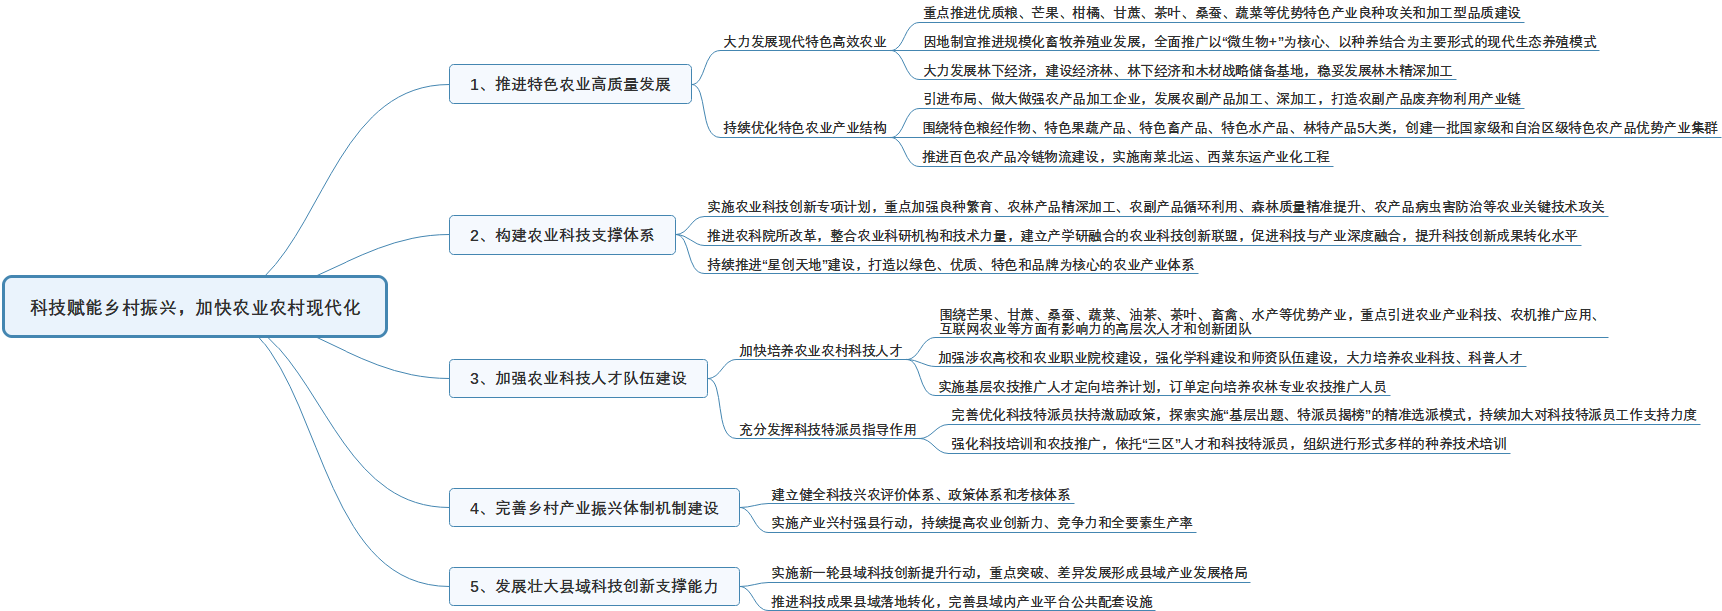 科技赋能乡村振兴，加快农业农村现代化
1、推进特色农业高质量发展
大力发展现代特色高效农业
重点推进优质粮、芒果、柑橘、甘蔗、茶叶、桑蚕、蔬菜等优势特色产业良种攻关和加工型品质建设
因地制宜推进规模化畜牧养殖业发展，全面推广以“微生物+”为核心、以种养结合为主要形式的现代生态养殖模式
大力发展林下经济，建设经济林、林下经济和木材战略储备基地，稳妥发展林木精深加工
持续优化特色农业产业结构
引进布局、做大做强农产品加工企业，发展农副产品加工、深加工，打造农副产品废弃物利用产业链
围绕特色粮经作物、特色果蔬产品、特色畜产品、特色水产品、林特产品5大类，创建一批国家级和自治区级特色农产品优势产业集群
推进百色农产品冷链物流建设，实施南菜北运、西菜东运产业化工程
2、构建农业科技支撑体系
实施农业科技创新专项计划，重点加强良种繁育、农林产品精深加工、农副产品循环利用、森林质量精准提升、农产品病虫害防治等农业关键技术攻关
推进农科院所改革，整合农业科研机构和技术力量，建立产学研融合的农业科技创新联盟，促进科技与产业深度融合，提升科技创新成果转化水平
持续推进“星创天地”建设，打造以绿色、优质、特色和品牌为核心的农业产业体系
3、加强农业科技人才队伍建设
加快培养农业农村科技人才
围绕芒果、甘蔗、桑蚕、蔬菜、油茶、茶叶、畜禽、水产等优势产业，重点引进农业产业科技、农机推广应用、
互联网农业等方面有影响力的高层次人才和创新团队
加强涉农高校和农业职业院校建设，强化学科建设和师资队伍建设，大力培养农业科技、科普人才
实施基层农技推广人才定向培养计划，订单定向培养农林专业农技推广人员
充分发挥科技特派员指导作用
完善优化科技特派员扶持激励政策，探索实施“基层出题、特派员揭榜”的精准选派模式，持续加大对科技特派员工作支持力度
强化科技培训和农技推广，依托“三区”人才和科技特派员，组织进行形式多样的种养技术培训
4、完善乡村产业振兴体制机制建设
建立健全科技兴农评价体系、政策体系和考核体系
实施产业兴村强县行动，持续提高农业创新力、竞争力和全要素生产率
5、发展壮大县域科技创新支撑能力
实施新一轮县域科技创新提升行动，重点突破、差异发展形成县域产业发展格局
推进科技成果县域落地转化，完善县域内产业平台公共配套设施